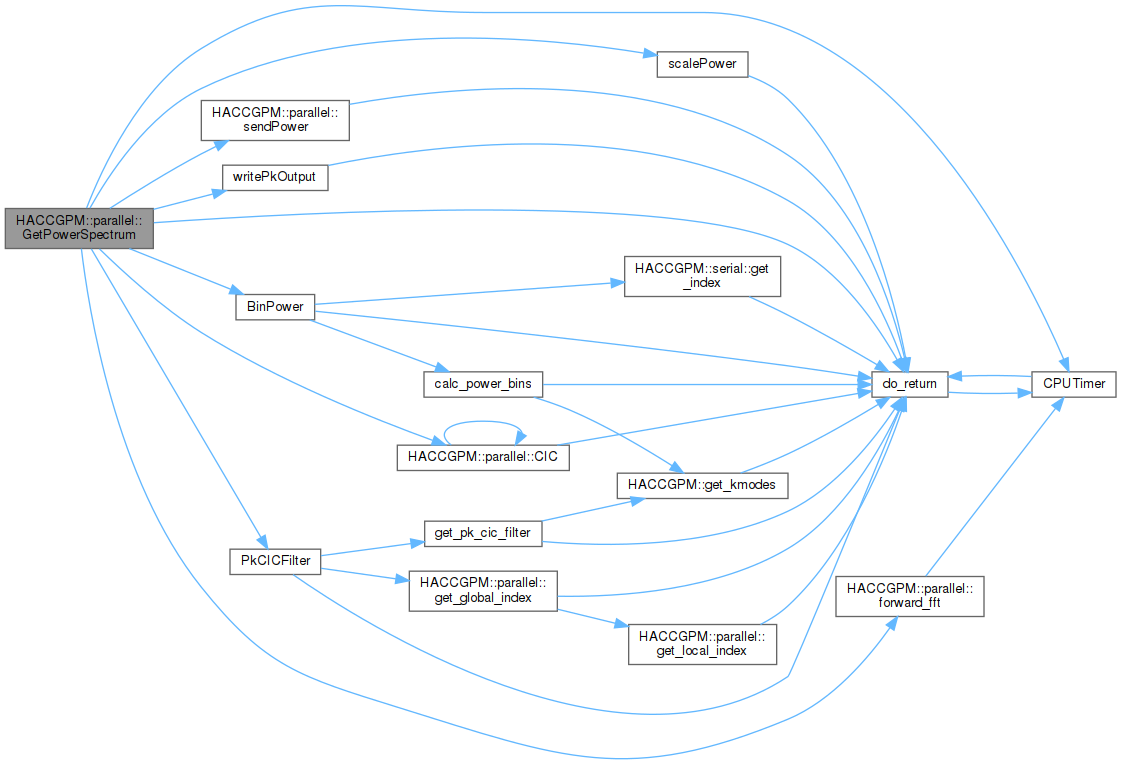 scalePower
HACCGPM::parallel::
sendPower
writePkOutput
HACCGPM::parallel::
GetPowerSpectrum
HACCGPM::serial::get
_index
BinPower
calc_power_bins
do_return
CPUTimer
HACCGPM::parallel::CIC
HACCGPM::get_kmodes
get_pk_cic_filter
PkCICFilter
HACCGPM::parallel::
get_global_index
HACCGPM::parallel::
forward_fft
HACCGPM::parallel::
get_local_index